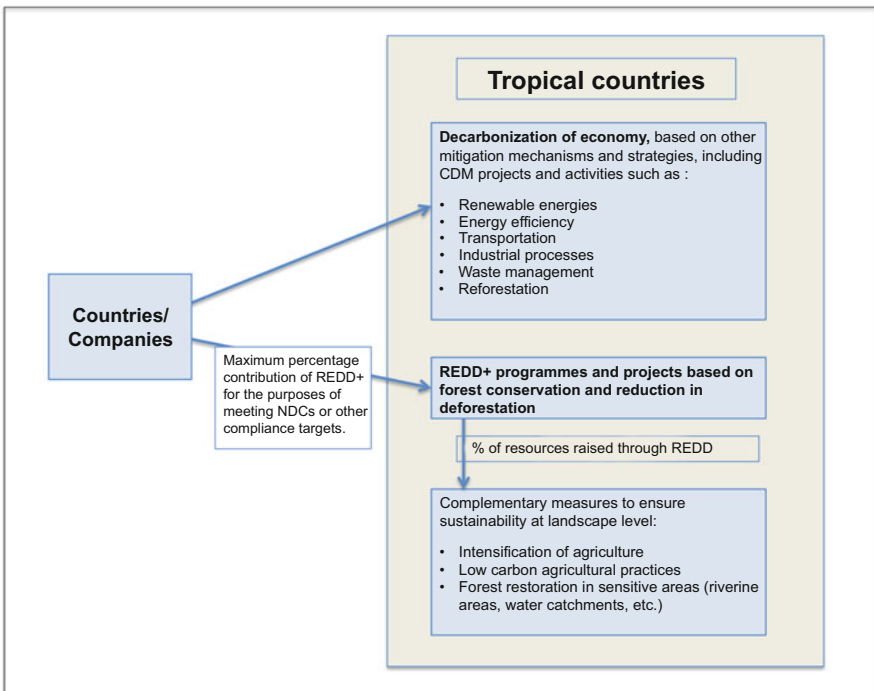 Tropical countries
Decarbonization of economy, based on other
mitigation mechanisms and strategies, including
CDM projects and activities such as :
• Renewable energies
• Energy efficiency
• Transportation
• Industrial processes
• Waste management
• Reforestation
Countries/
Companies
Maximum percentage
contribution of REDD+
for the purposes of
meeting NDCs or other
compliance targets.
REDD+ programmes and projects based on
forest conservation and reduction in
deforestation
% of resources raised through REDD
Complementary measures to ensure
sustainability at landscape level:
• Intensification of agriculture
• Low carbon agricultural practices
• Forest restoration in sensitive areas (riverine
areas, water catchments, etc.)